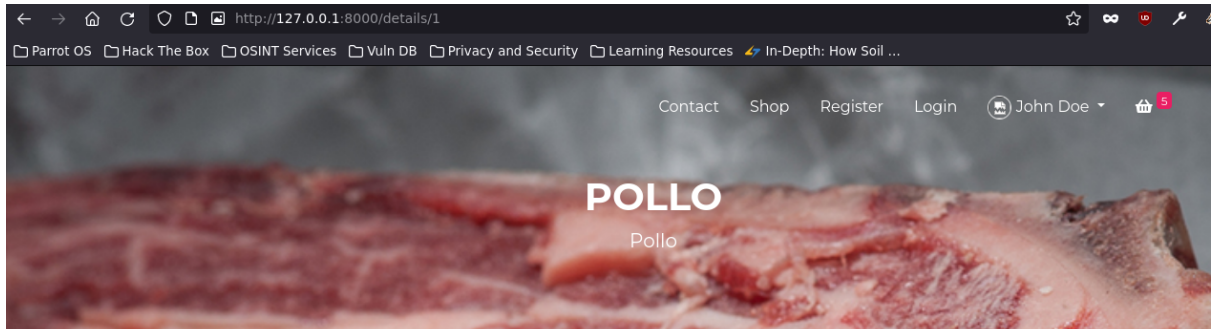 http://127.0.0.1:8000/details/1
Parrot OS Hack The Box OSINT Services Vuln DB Privacy and Security Learning Resources In-Depth: How Soil ...
Contact Shop Register Login John Doe 5
POLLO
Pollo